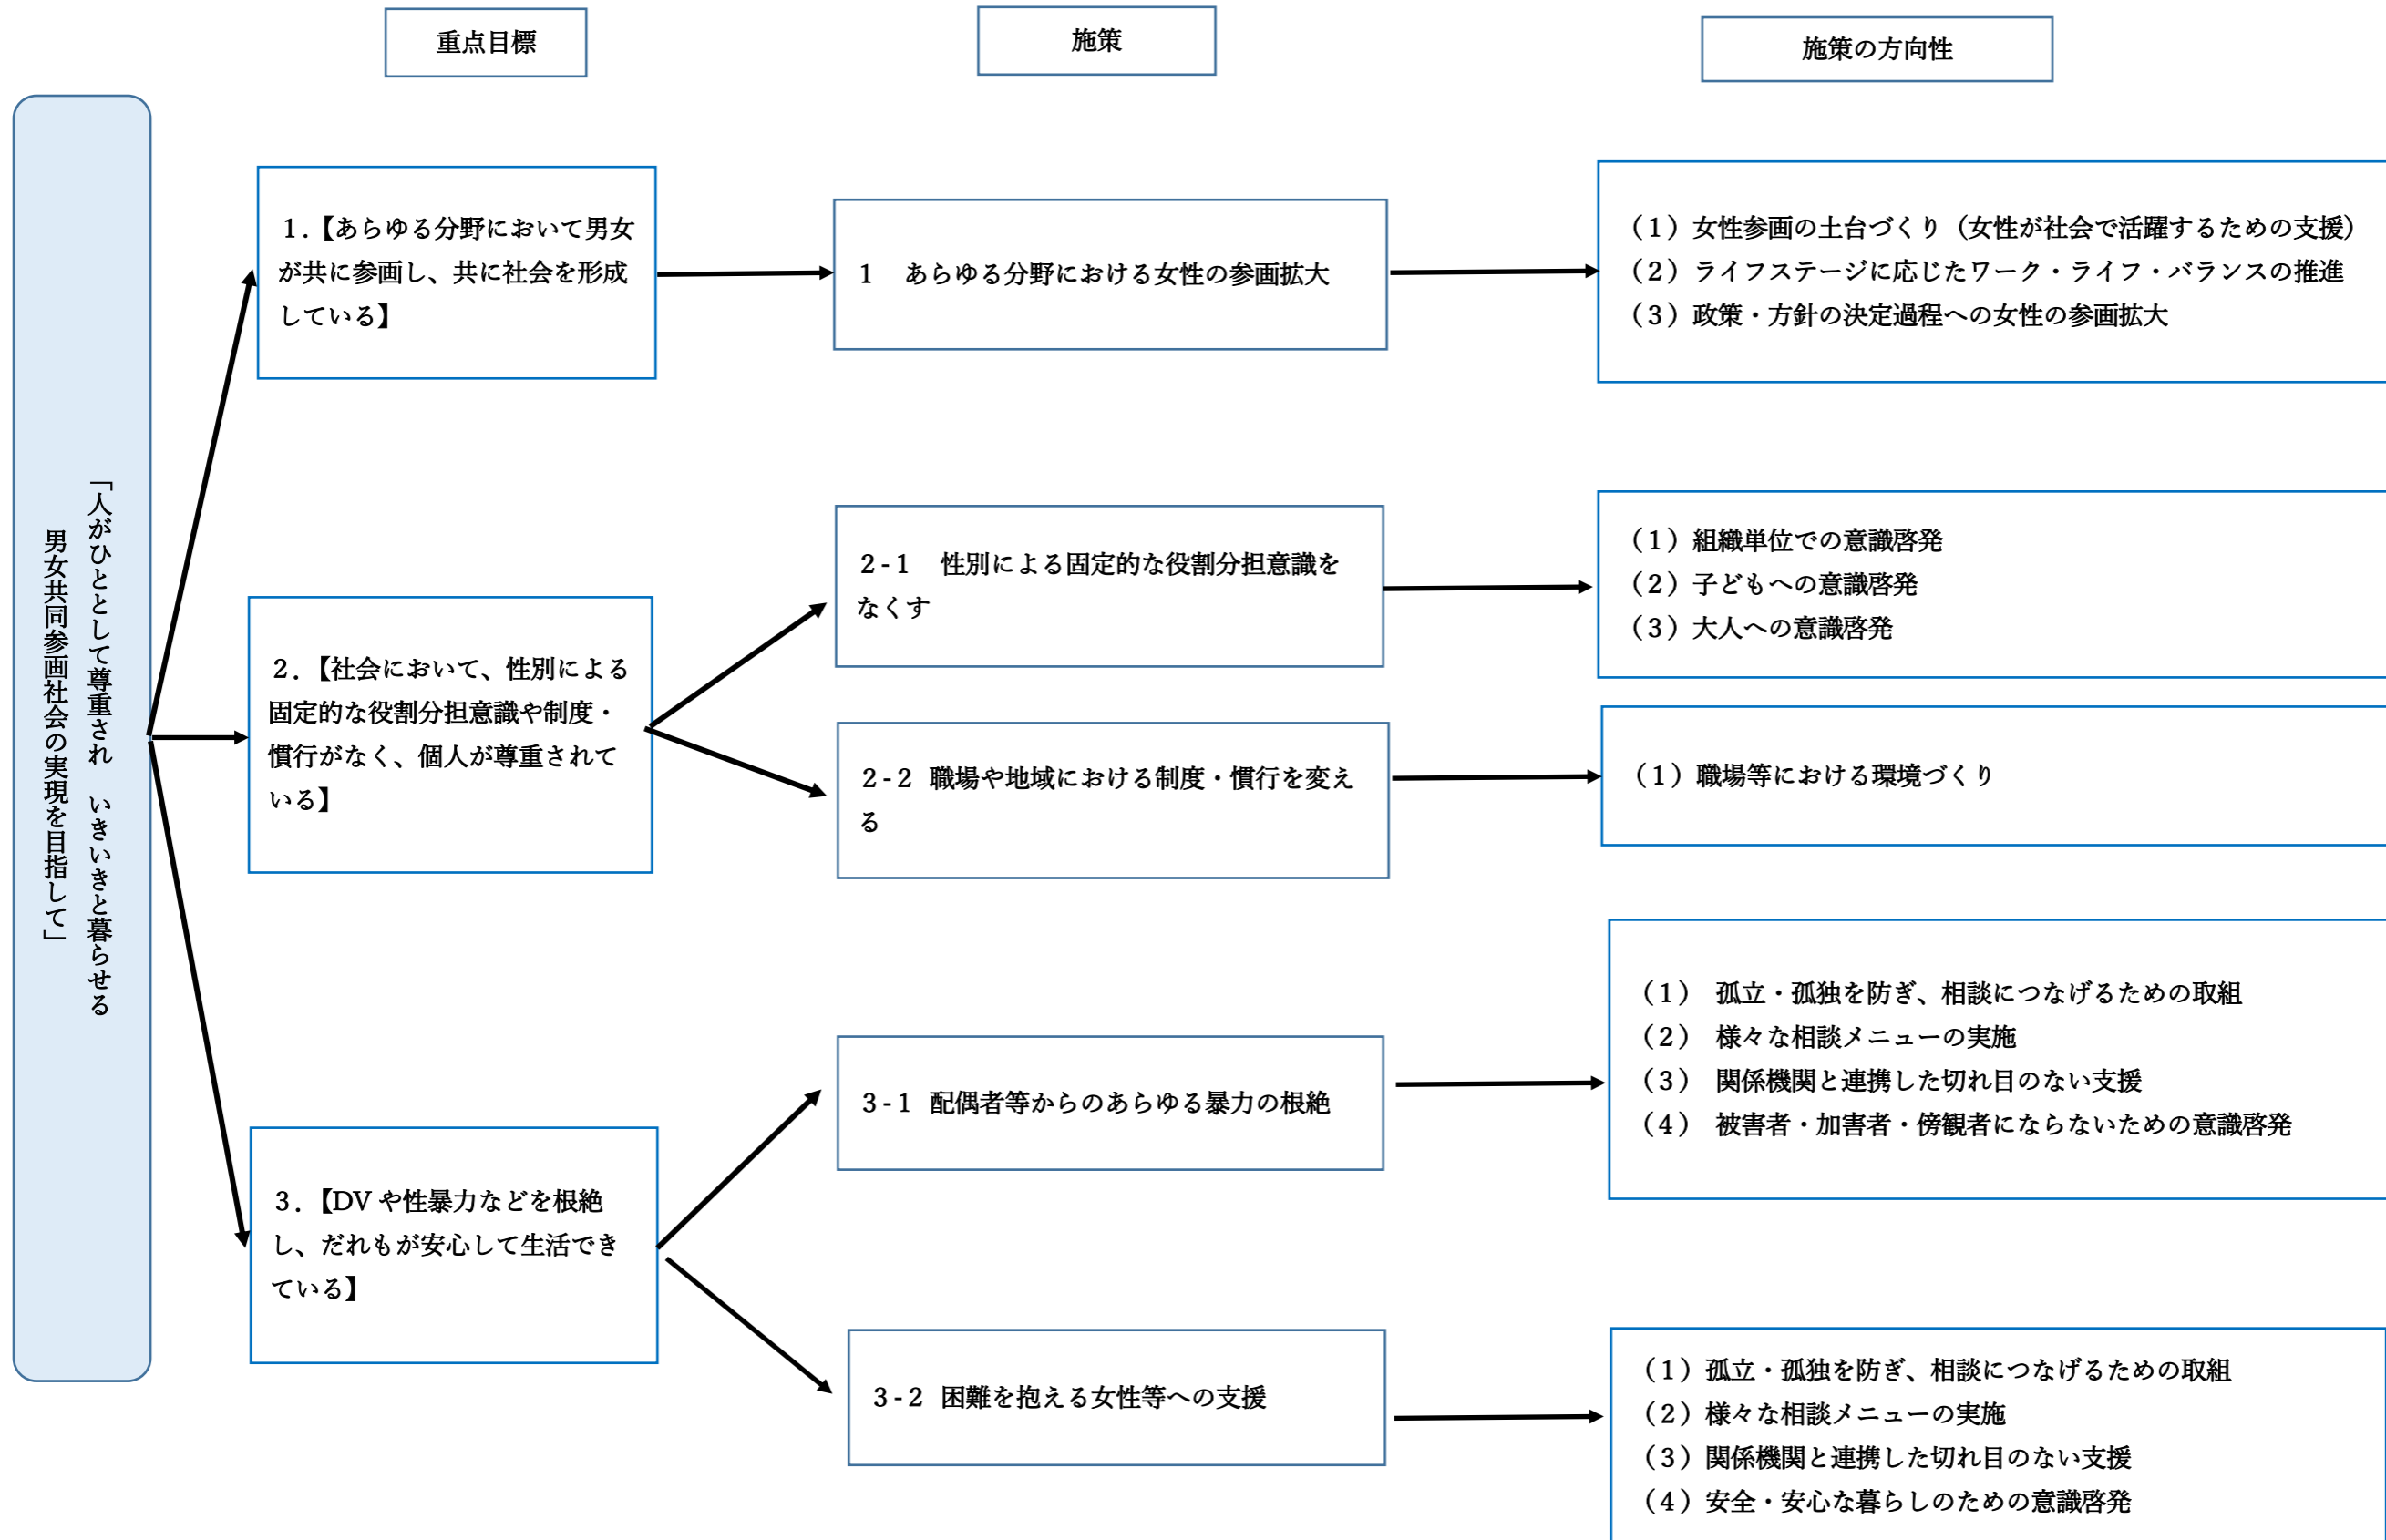 重点目標
施策
施策の方向性
「人がひととして尊重され　いきいきと暮らせる
男女共同参画社会の実現を目指して」
１.【あらゆる分野において男女
が共に参画し、共に社会を形成
している】
１　あらゆる分野における女性の参画拡大
（１）女性参画の土台づくり（女性が社会で活躍するための支援）
（２）ライフステージに応じたワーク・ライフ・バランスの推進
（３）政策・方針の決定過程への女性の参画拡大
２.【社会において、性別による
固定的な役割分担意識や制度・
慣行がなく、個人が尊重されて
いる】
２-１　性別による固定的な役割分担意識を
なくす
（１）組織単位での意識啓発
（２）子どもへの意識啓発
（３）大人への意識啓発
２-２ 職場や地域における制度・慣行を変え
る
（１）職場等における環境づくり
３.【DV や性暴力などを根絶
し、だれもが安心して生活でき
ている】
３-１ 配偶者等からのあらゆる暴力の根絶
（１） 孤立・孤独を防ぎ、相談につなげるための取組
（２） 様々な相談メニューの実施
（３） 関係機関と連携した切れ目のない支援
（４） 被害者・加害者・傍観者にならないための意識啓発
３-２ 困難を抱える女性等への支援
（１）孤立・孤独を防ぎ、相談につなげるための取組
（２）様々な相談メニューの実施
（３）関係機関と連携した切れ目のない支援
（４）安全・安心な暮らしのための意識啓発